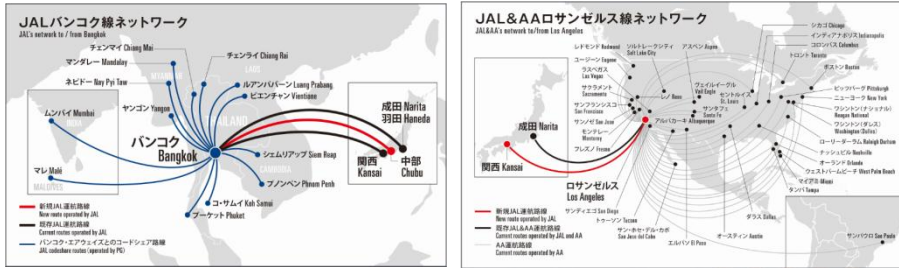 JALバンコク線ネットワーク
JAL's network to / from Bangkok
チェンマイ Chiang Mai
マンダレー Mandalay
ネピドー Nay Pyi Taw
チェンライ Chiang Rai
ルアンパバーン Luang Prabang
ビエンチャン Vientiane
ムンバイ Mumbai
ヤンゴン Yangon
バンコク
Bangkok
THAILAND
成田 Narita
羽田 Haneda
関西
Kansai
中部
Chubu
マレ Malé
MALDIVES
シェムリアップ Siem Reap
CAMBODIA
プノンペン Phnom Penh
コ・サムイ Koh Samui
プーケット Phuket
新規JAL運航路線
New route operated by JAL
既存JAL運航路線
Current routes operated by JAL
バンコク・エアウェイズとのコードシェア路線
JAL codeshare routes (operated by PG)
JAL&AAロサンゼルス線ネットワーク
JAL&AA's network to/from Los Angeles
シカゴ Chicago
インディアナポリス Indianapolis
コロンバス Columbus
トロント Toronto
ボストン Boston
レドモンド Redmond
ソルトレークシティ
Salt Lake City
アスペン Aspen
ユージーン Eugene
ラスベガス
Las Vegas
サクラメント
Sacramento
サンフランシスコ
San Francisco
サンノゼ San Jose
モンテレー
Monterey
フレズノ Fresno
レノ Reno
ヴェイルイーグル
Vail Eagle
セントルイス
St. Louis
サンタフェ
Santa Fe
アルバカーキ Albuquerque
ピッツバーグ Pittsburgh
ニューヨーク New York
ワシントン(ナショナル)
Reagan National
ワシントン(ダレス)
Washington (Dulles)
ローリーダーラム Raleigh Durham
ナッシュビル Nashville
オーランド Orlando
ウェストパームビーチ West Palm Beach
マイアミ Miami
タンパ Tampa
成田 Narita
関西 Kansai
ロサンゼルス
Los Angeles
サンディエゴ San Diego
トゥーソン Tucson
サン・ホセ・デル・カボ
San Jose del Cabo
エルパソ El Paso
オースティン Austin
ダラス Dallas
サンパウロ Sao Paulo
新規JAL運航路線
New route operated by JAL
既存JAL&AA運航路線
Current routes operated by JAL and AA
AA運航路線
Current routes operated by AA